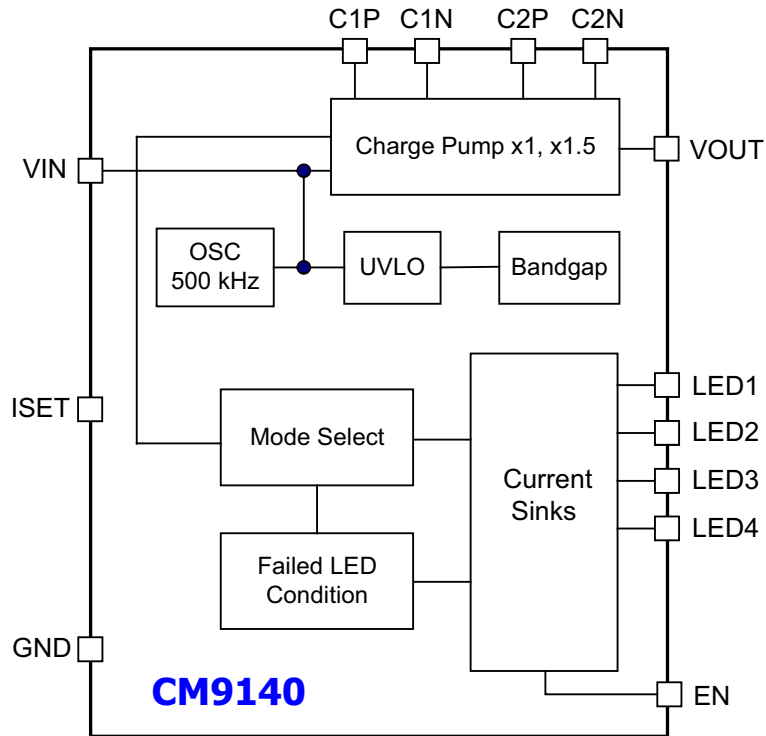 C1P C1N C2P C2N
Charge Pump x1, x1.5
VOUT
VIN
OSC
500 kHz
UVLO
Bandgap
ISET
Mode Select
Current
Sinks
LED1
LED2
LED3
LED4
Failed LED
Condition
GND
CM9140
EN